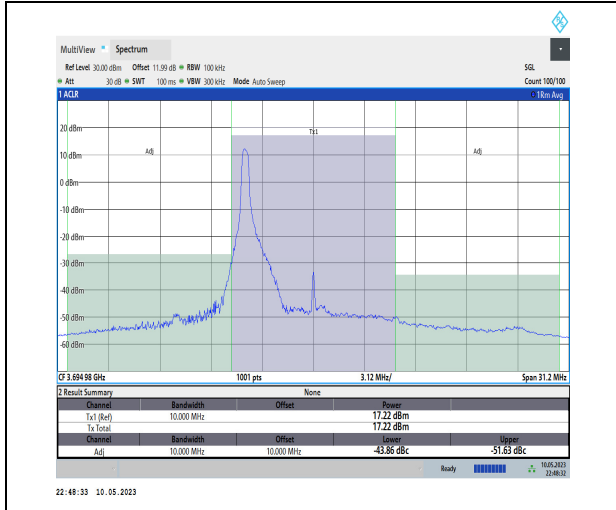 MultiView Spectrum
Ref Level 30.00 dBm Offset 11.99 dB RBW 100 kHz SGL
Att 30 dB SWT 100 ms VBW 300 kHz Mode Auto Sweep Count 100/100
1 ACLR 1Rm Avg
Tx1
20 dBm
Adj Adj
10 dBm
0 dBm
-10 dBm
-20 dBm
-30 dBm
-40 dBm
-50 dBm
-60 dBm
CF 3.694 98 GHz 1001 pts 3.12 MHz/ Span 31.2 MHz
2 Result Summary None
Channel Bandwidth Offset Power
Tx1 (Ref) 10.000 MHz 17.22 dBm
Tx Total 17.22 dBm
Channel Bandwidth Offset Lower Upper
Adj 10.000 MHz 10.000 MHz -43.86 dBc -51.63 dBc
Ready 10.05.2023
22:48:32
22:48:33 10.05.2023